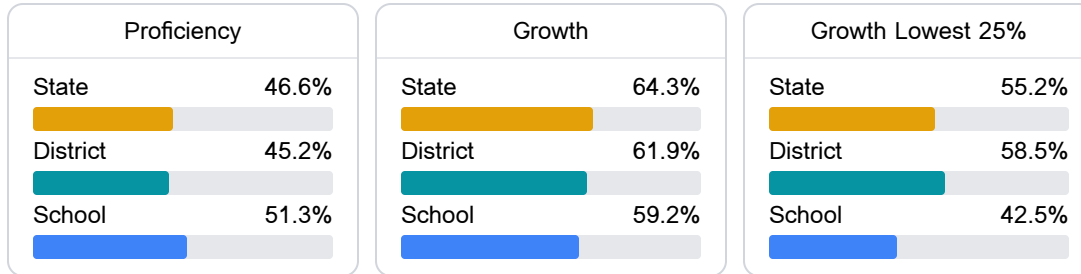 Proficiency
State 46.6%
District 45.2%
School 51.3%
Growth
State 64.3%
District 61.9%
School 59.2%
Growth Lowest 25%
State 55.2%
District 58.5%
School 42.5%